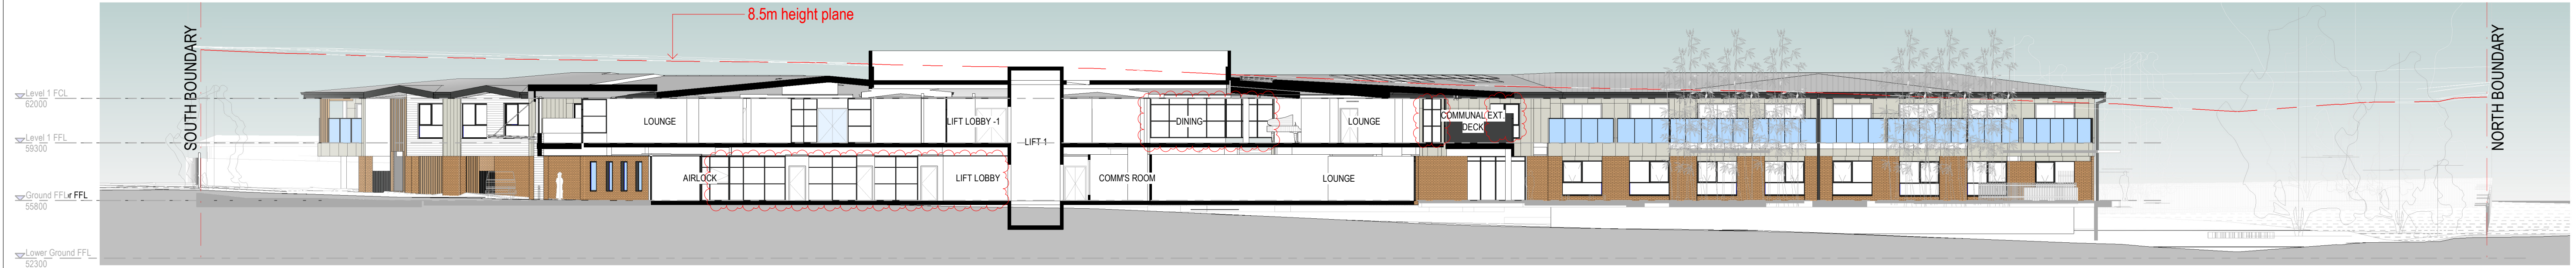 8.5m height plane
SOUTH BOUNDARY
NORTH BOUNDARY
Level 1 FCL
62000
Level 1 FFL
59300
Ground FFL
55800
Lower Ground FFL
52300
LOUNGE
LIFT LOBBY -1
LIFT 1
DINING
LOUNGE
COMMUNAL EXT.
DECK
AIRLOCK
LIFT LOBBY
COMM'S ROOM
LOUNGE